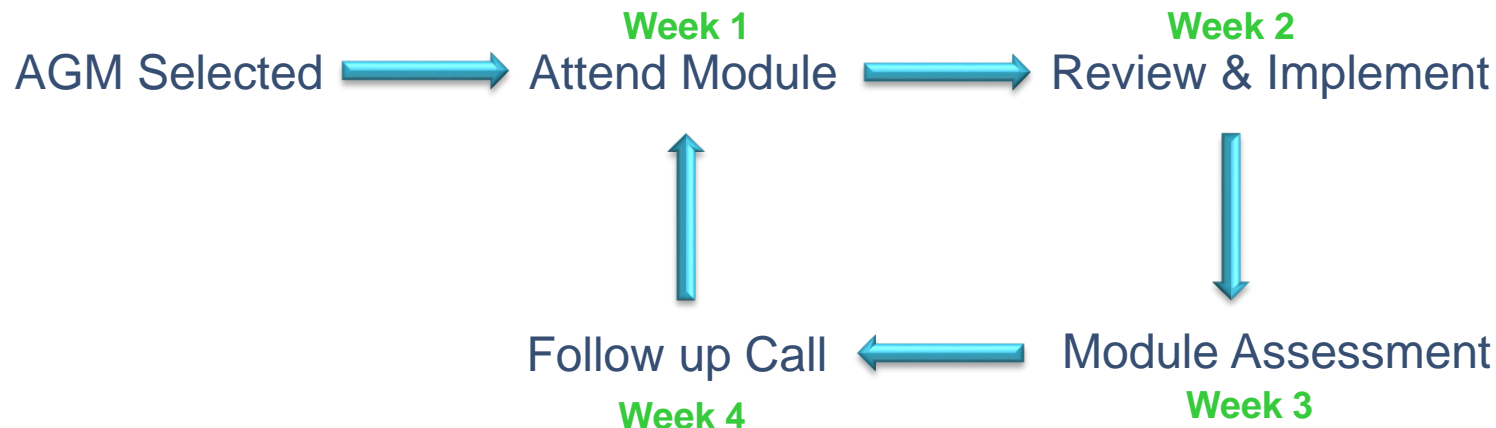 Week 1
Week 2
AGM Selected
Attend Module
Review & Implement
Follow up Call
Module Assessment
Week 4
Week 3